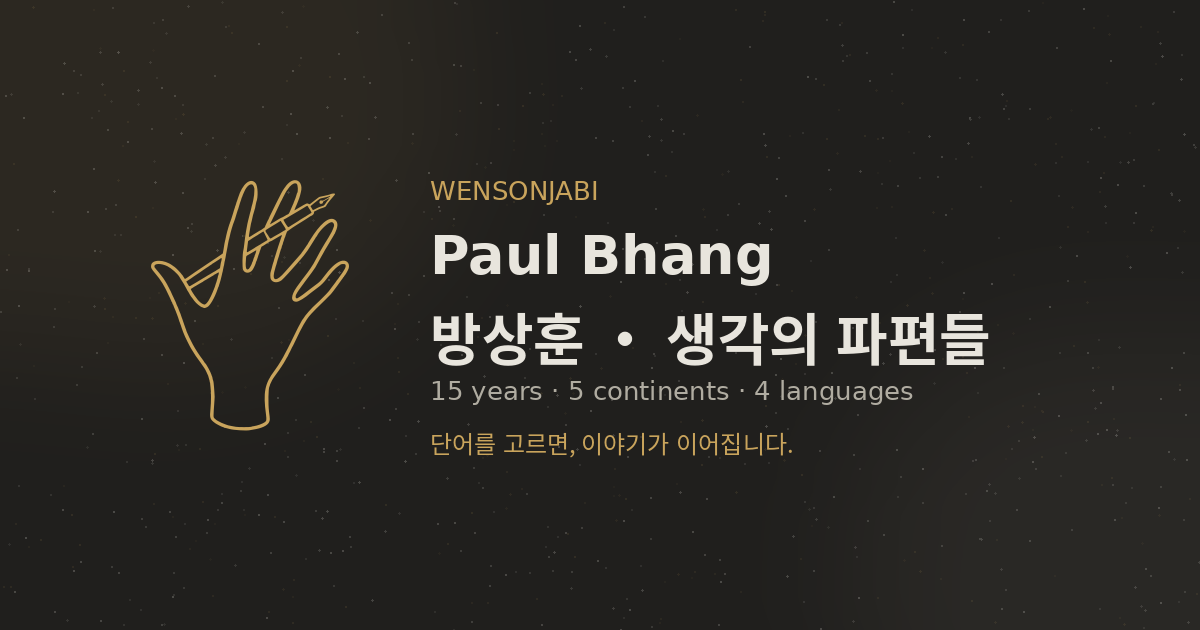 WENSONJABI
Paul Bhang
방상훈 • 생각의 파편들
15 years · 5 continents · 4 languages
단어를 고르면, 이야기가 이어집니다.